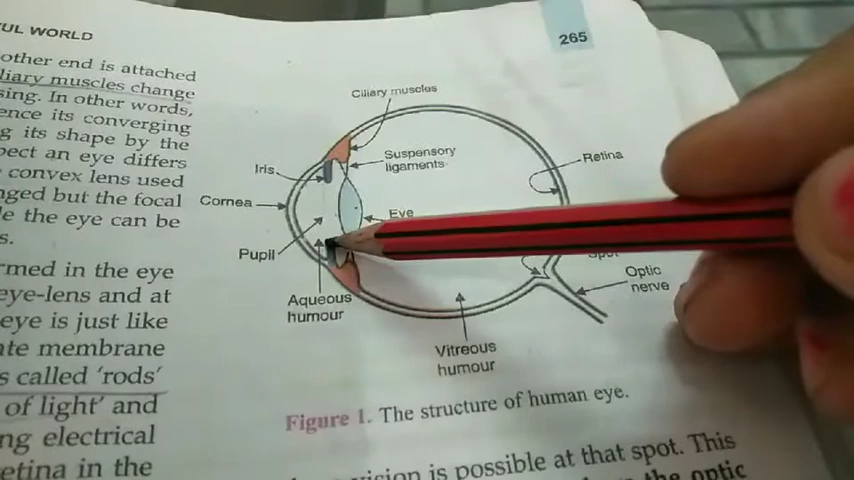 FUL WORLD
265
other end is attached
iliary muscles change
sing. In other words,
ence its converging
g its shape by the
pect an eye differs
convex lens used
nged but the focal
le the eye can be
s.
rmed in the eye
eye-lens and at
eye is just like
ate membrane
s called 'rods'
of light' and
ng electrical
etina in the
Ciliary muscles
Suspensory
ligaments
Retina
Iris
Cornea
Eye
Pupil
Spot
Optic
nerve
Aqueous
humour
Vitreous
humour
Figure 1. The structure of human eye.
vision is possible at that spot. This
the optic